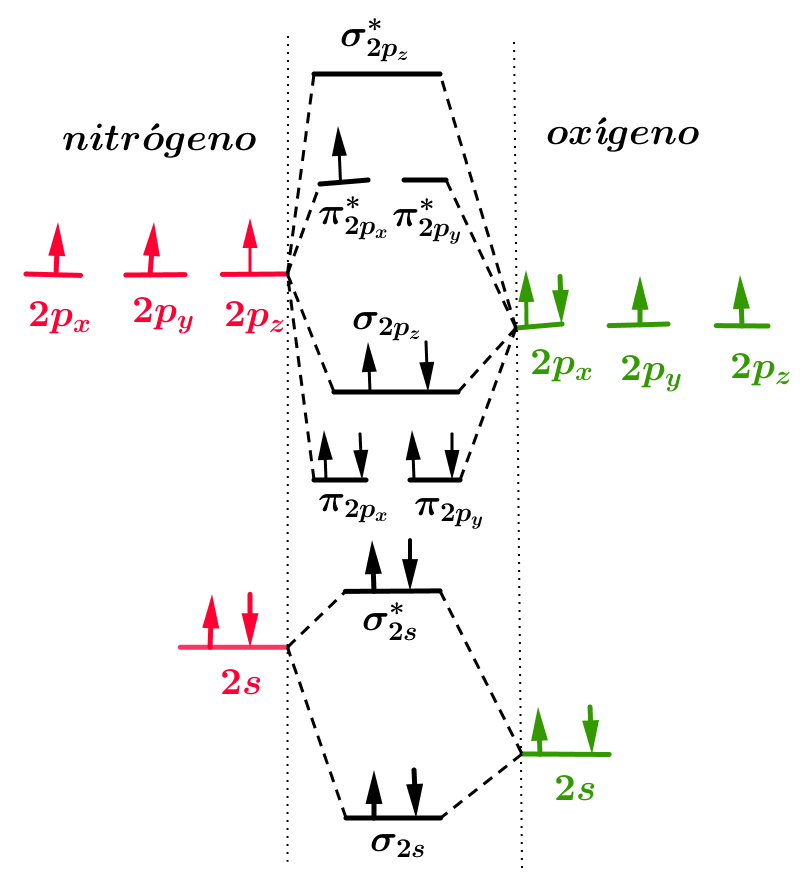 σ*2pz
nitrógeno
oxígeno
π*2px π*2py
2px 2py 2pz
σ2pz
2px 2py 2pz
π2px π2py
σ*2s
2s
2s
σ2s